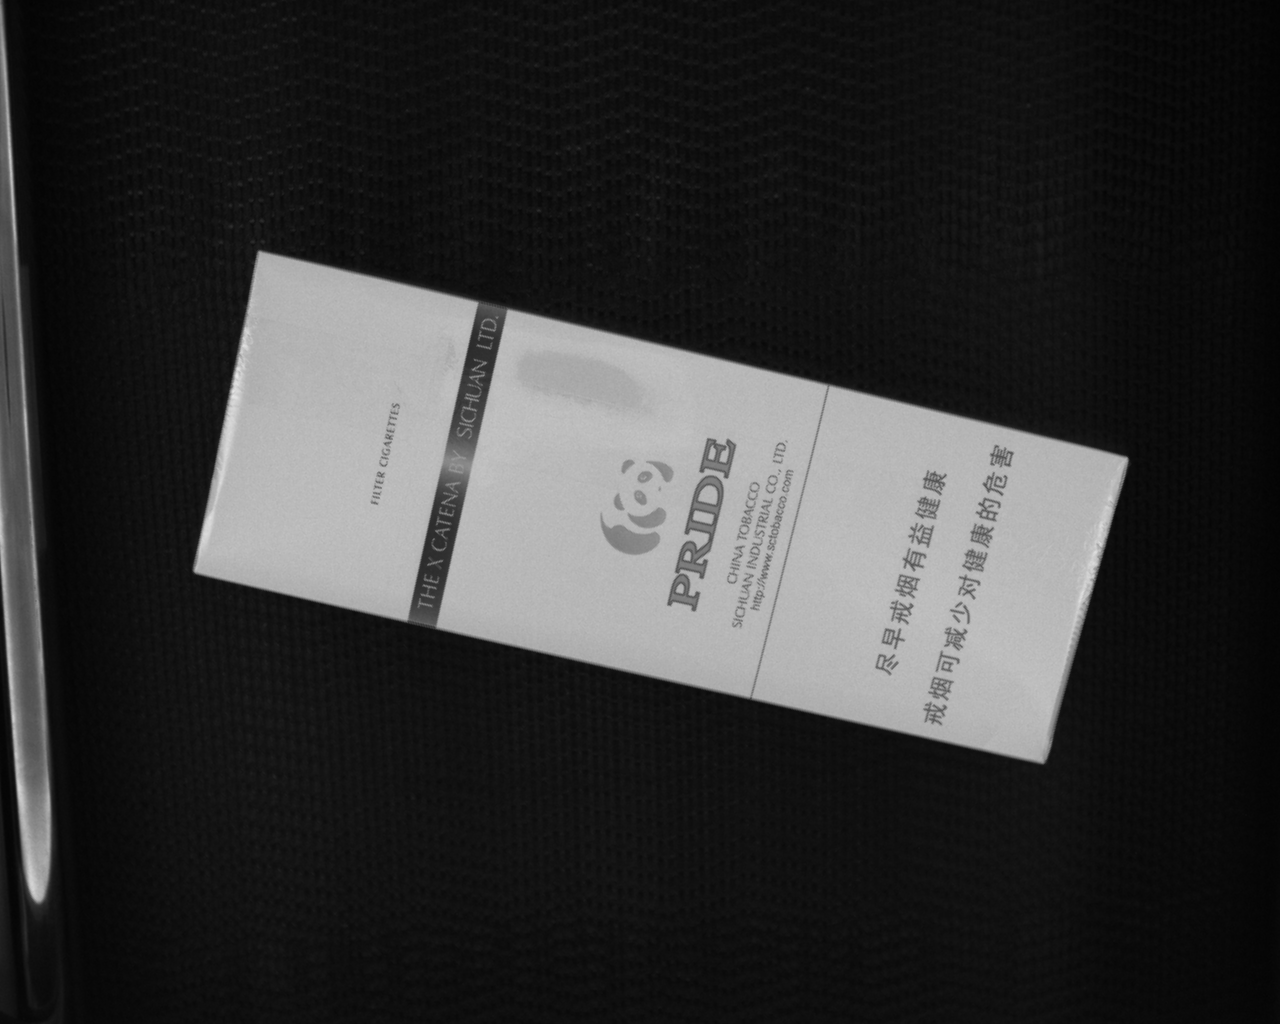 FILTER CIGARETTES
THE X CATENA BY SICHUAN LTD.
PRIDE
CHINA TOBACCO
SICHUAN INDUSTRIAL CO., LTD.
http://www.sctobacco.com
尽早戒烟有益健康
戒烟可减少对健康的危害